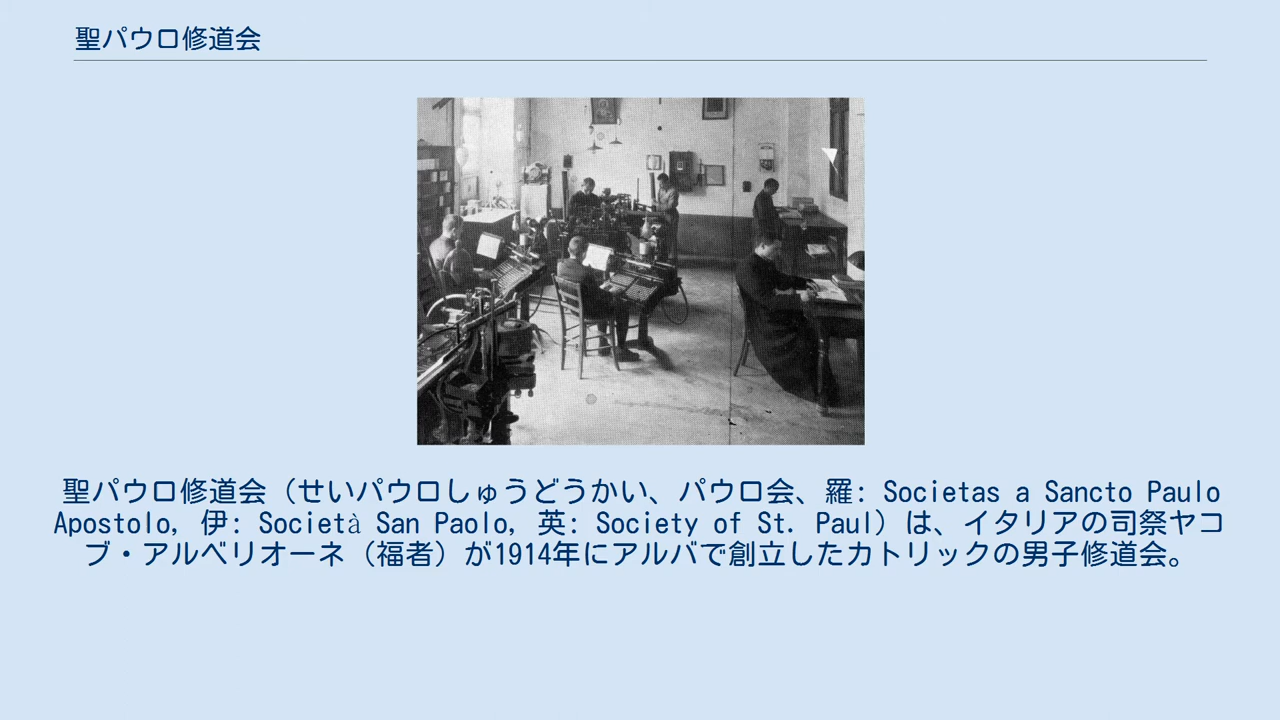 聖パウロ修道会
聖パウロ修道会（せいパウロしゅうどうかい、パウロ会、羅: Societas a Sancto Paulo
Apostolo, 伊: Società San Paolo, 英: Society of St. Paul）は、イタリアの司祭ヤコ
ブ・アルベリオーネ（福者）が1914年にアルバで創立したカトリックの男子修道会。